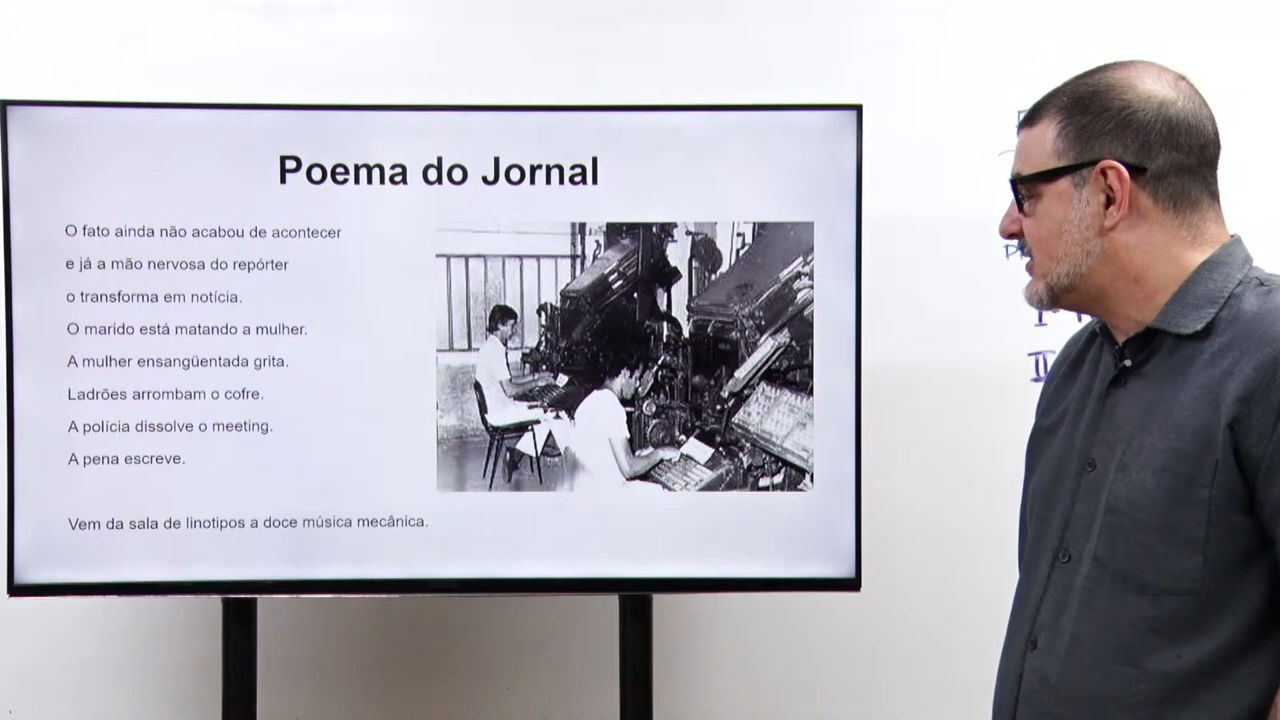 Poema do Jornal
O fato ainda não acabou de acontecer
e já a mão nervosa do repórter
o transforma em notícia.
O marido está matando a mulher.
A mulher ensangüentada grita.
Ladrões arrombam o cofre.
A polícia dissolve o meeting.
A pena escreve.
Vem da sala de linotipos a doce música mecânica.
II